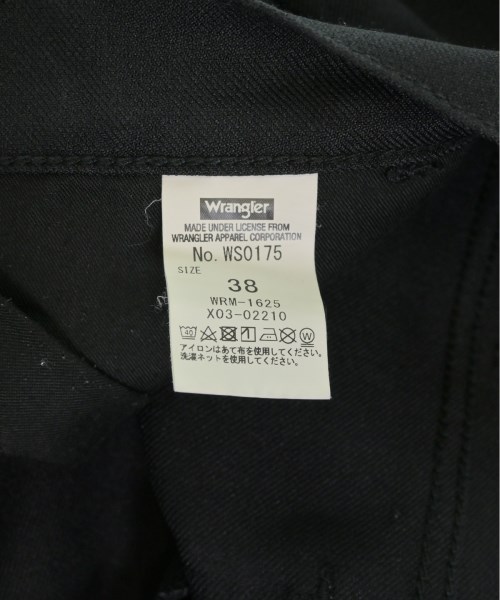 Wrangler
MADE UNDER LICENSE FROM
WRANGLER APPAREL CORPORATION
No. WS0175
SIZE
38
WRM-1625
X03-02210
40
W
アイロンはあて布を使用してください。
洗濯ネットを使用してください。